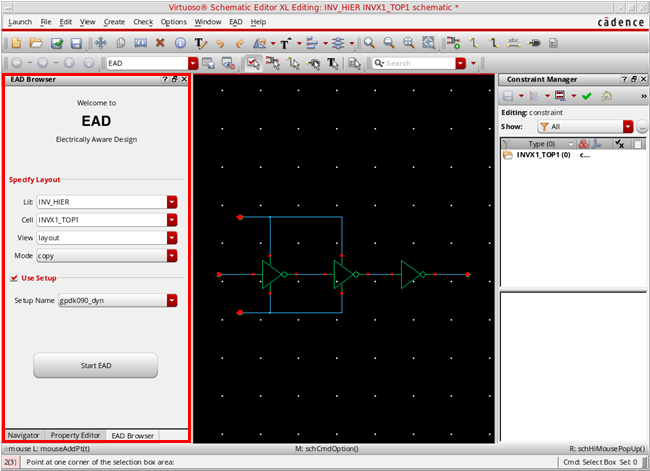 Virtuoso® Schematic Editor XL Editing: INV_HIER INVX1_TOP1 schematic *
Launch File Edit View Create Check Options Window EAD Help
cādence
EAD
Search
EAD Browser
Welcome to
EAD
Electrically Aware Design
Specify Layout
Lib INV_HIER
Cell INVX1_TOP1
View layout
Mode copy
Use Setup
Setup Name gpdk090_dyn
Start EAD
Navigator Property Editor EAD Browser
Constraint Manager
Editing: constraint
Show: All
Type (0)
INVX1_TOP1 (0) c...
mouse L: mouseAddPt(t) M: schCmdOption() R: schHiMousePopUp()
2(3) Point at one corner of the selection box area: Cmd: Select Box Sel: 0